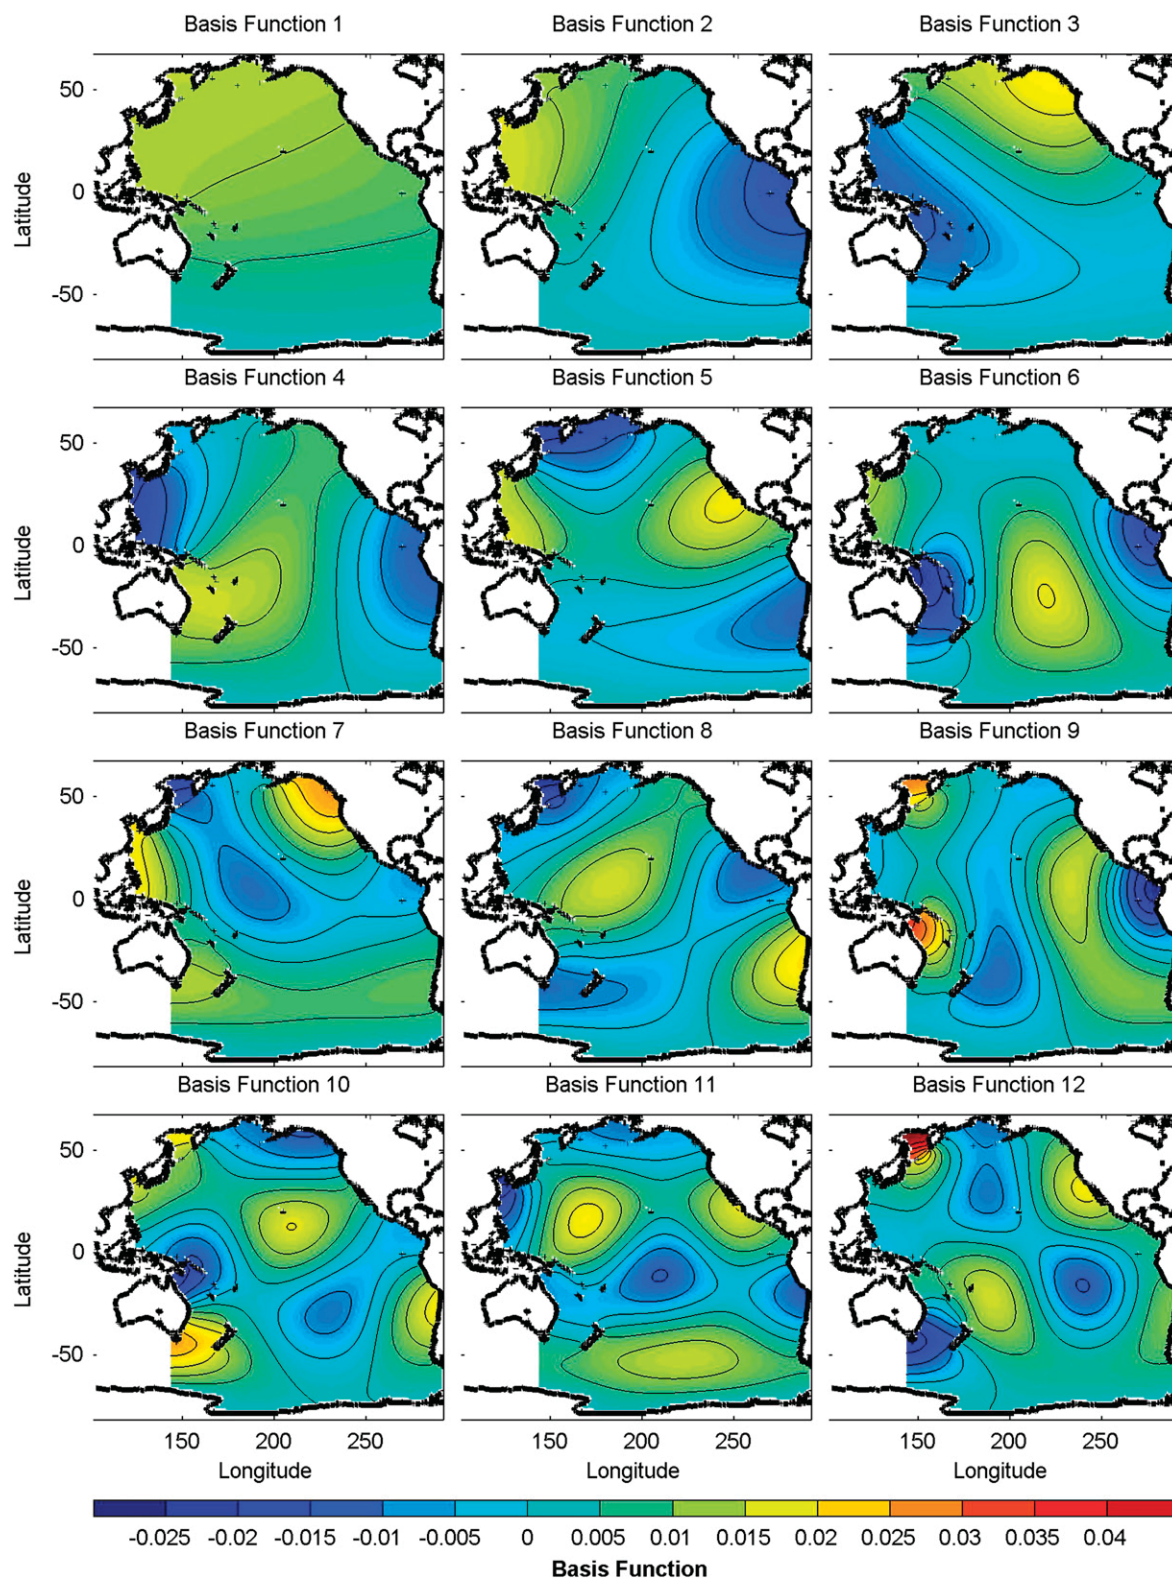 Basis Function 1 Basis Function 2 Basis Function 3
50
0
-50
Latitude
Basis Function 4 Basis Function 5 Basis Function 6
50
0
-50
Latitude
Basis Function 7 Basis Function 8 Basis Function 9
50
0
-50
Latitude
Basis Function 10 Basis Function 11 Basis Function 12
50
0
-50
Latitude
150 200 250 150 200 250 150 200 250
Longitude Longitude Longitude
-0.025 -0.02 -0.015 -0.01 -0.005 0 0.005 0.01 0.015 0.02 0.025 0.03 0.035 0.04
Basis Function